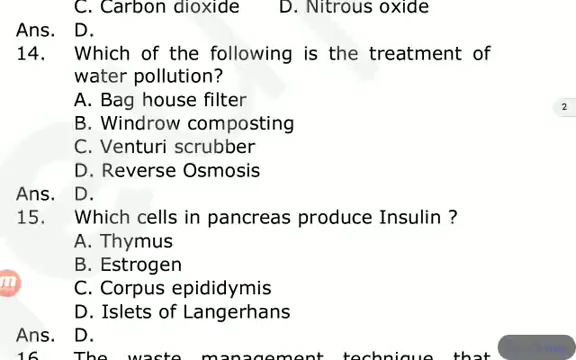 C. Carbon dioxide D. Nitrous oxide
Ans. D.
14. Which of the following is the treatment of
water pollution?
A. Bag house filter
B. Windrow composting
C. Venturi scrubber
D. Reverse Osmosis
Ans. D.
15. Which cells in pancreas produce Insulin ?
A. Thymus
B. Estrogen
C. Corpus epididymis
D. Islets of Langerhans
Ans. D.
16. The waste management technique that
2